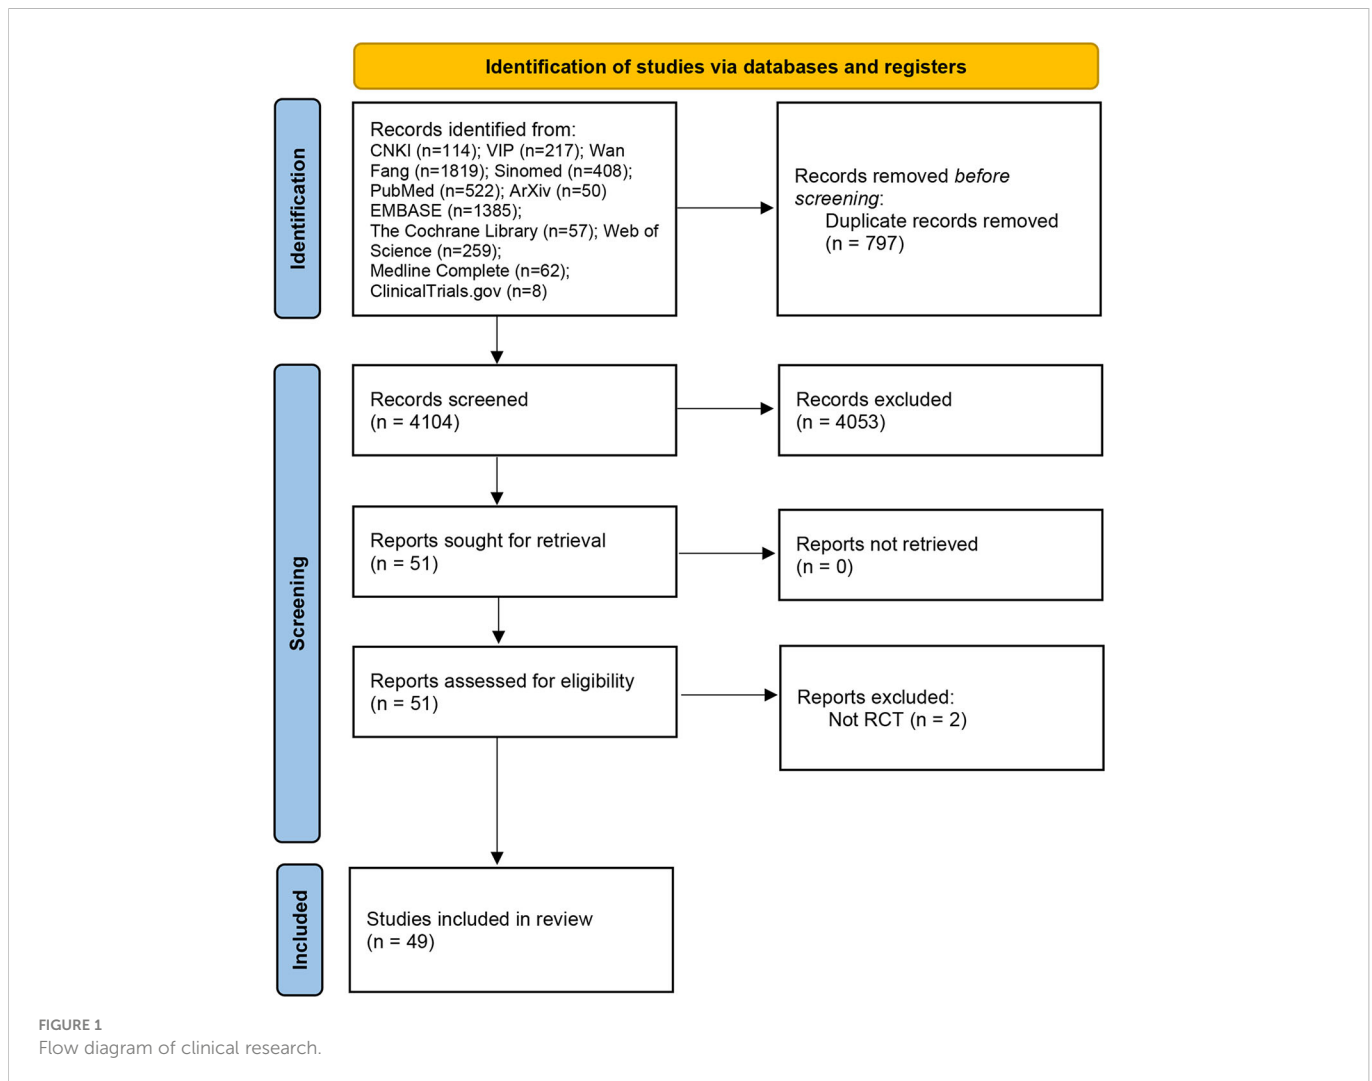 Identification of studies via databases and registers
Identification
Records identified from:
CNKI (n=114); VIP (n=217); Wan
Fang (n=1819); Sinomed (n=408);
PubMed (n=522); ArXiv (n=50)
EMBASE (n=1385);
The Cochrane Library (n=57); Web of
Science (n=259);
Medline Complete (n=62);
ClinicalTrials.gov (n=8)
Records removed before
screening:
Duplicate records removed
(n = 797)
Screening
Records screened
(n = 4104)
Records excluded
(n = 4053)
Reports sought for retrieval
(n = 51)
Reports not retrieved
(n = 0)
Reports assessed for eligibility
(n = 51)
Reports excluded:
Not RCT (n = 2)
Included
Studies included in review
(n = 49)
FIGURE 1
Flow diagram of clinical research.